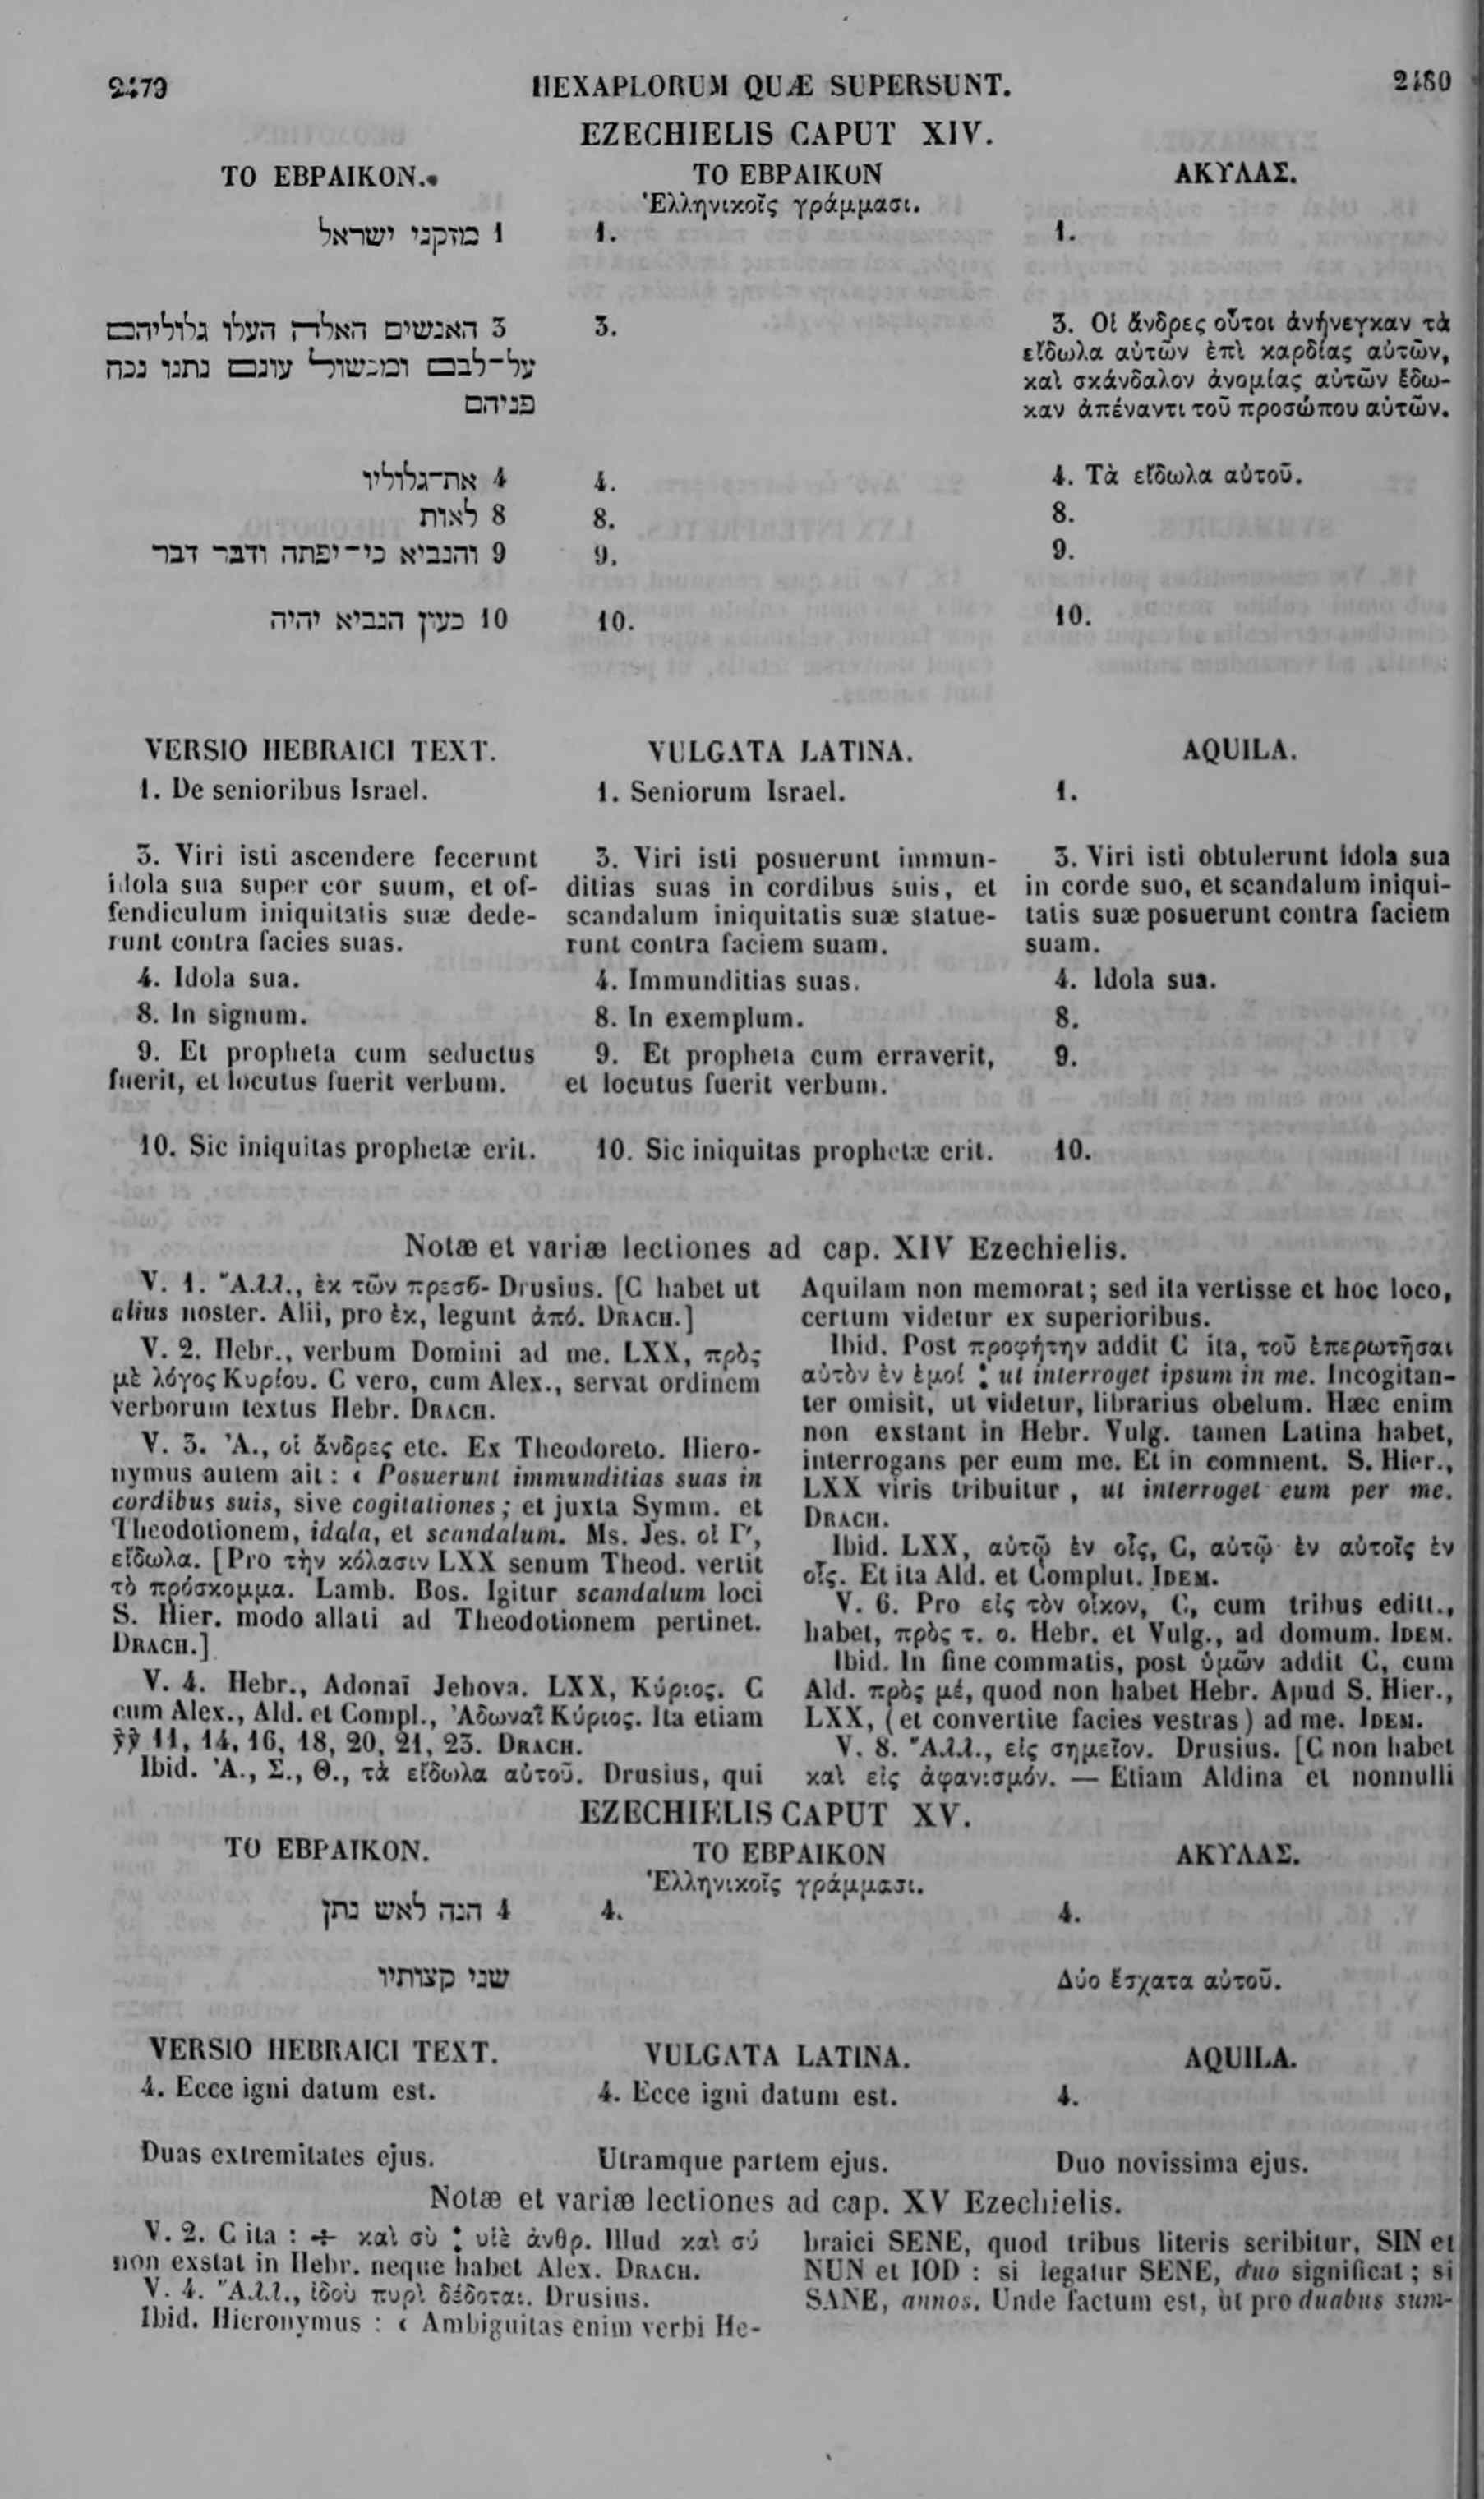 2479 HEXAPLORUM QUÆ SUPERSUNT. 2480
EZECHIELIS CAPUT XIV.
ΤΟ ΕΒΡΑΙΚΟΝ.
1 מזקני ישראל
3 האנשים האלה העלו גלוליהם
על־לבם ומכשול עונם נתנו נכח
פניהם
4 את־גלוליו
8 לאות
9 והנביא כי־יפתה ודבר דבר
10 כעון הנביא יהיה
ΤΟ ΕΒΡΑΙΚΟΝ
Ἑλληνικοῖς γράμμασι.
1.
3.
4.
8.
9.
10.
ΑΚΥΛΑΣ.
1.
3. Οἱ ἄνδρες οὗτοι ἀνήνεγκαν τὰ
εἴδωλα αὐτῶν ἐπὶ καρδίας αὐτῶν,
καὶ σκάνδαλον ἀνομίας αὐτῶν ἔδω-
καν ἀπέναντι τοῦ προσώπου αὐτῶν.
4. Τὰ εἴδωλα αὐτοῦ.
8.
9.
10.
VERSIO HEBRAICI TEXT.
1. De senioribus Israel.
3. Viri isti ascendere fecerunt
idola sua super cor suum, et of-
fendiculum iniquitatis suæ dede-
runt contra facies suas.
4. Idola sua.
8. In signum.
9. Et propheta cum seductus
fuerit, et locutus fuerit verbum.
10. Sic iniquitas prophetæ erit.
VULGATA LATINA.
1. Seniorum Israel.
3. Viri isti posuerunt immun-
ditias suas in cordibus suis, et
scandalum iniquitatis suæ statue-
runt contra faciem suam.
4. Immunditias suas.
8. In exemplum.
9. Et propheta cum erraverit,
et locutus fuerit verbum.
10. Sic iniquitas prophetæ erit.
AQUILA.
1.
3. Viri isti obtulerunt idola sua
in corde suo, et scandalum iniqui-
tatis suæ posuerunt contra faciem
suam.
4. Idola sua.
8.
9.
10.
Notæ et variæ lectiones ad cap. XIV Ezechielis.
V. 1. Ἄλλ., ἐκ τῶν πρεσϐ- Drusius. [C habet ut
alius noster. Alii, pro ἐκ, legunt ἀπό. DRACH.]
V. 2. Hebr., verbum Domini ad me. LXX, πρὸς
μὲ λόγος Κυρίου. C vero, cum Alex., servat ordinem
verborum textus Hebr. DRACH.
V. 3. Ἀ., οἱ ἄνδρες etc. Ex Theodoreto. Hiero-
nymus autem ait : ‹ Posuerunt immunditias suas in
cordibus suis, sive cogitationes ; et juxta Symm. et
Theodotionem, idola, et scandalum. Ms. Jes. οἱ Γ',
εἴδωλα. [Pro τὴν κόλασιν LXX senum Theod. vertit
τὸ πρόσκομμα. Lamb. Bos. Igitur scandalum loci
S. Hier. modo allati ad Theodotionem pertinet.
DRACH.]
V. 4. Hebr., Adonaï Jehova. LXX, Κύριος. C
cum Alex., Ald. et Compl., Ἀδωναῒ Κύριος. Ita etiam
℣℣ 11, 14, 16, 18, 20, 21, 23. DRACH.
Ibid. Ἀ., Σ., Θ., τὰ εἴδωλα αὐτοῦ. Drusius, qui
Aquilam non memorat ; sed ita vertisse et hoc loco,
certum videtur ex superioribus.
Ibid. Post προφήτην addit C ita, τοῦ ἐπερωτῆσαι
αὐτὸν ἐν ἐμοί ⁚ ut interroget ipsum in me. Incogitan-
ter omisit, ut videtur, librarius obelum. Hæc enim
non exstant in Hebr. Vulg. tamen Latina habet,
interrogans per eum me. Et in comment. S. Hier.,
LXX viris tribuitur , ut interroget eum per me.
DRACH.
Ibid. LXX, αὐτῷ ἐν οἷς, C, αὐτῷ ἐν αὐτοῖς ἐν
οἷς. Et ita Ald. et Complut. IDEM.
V. 6. Pro εἰς τὸν οἶκον, C, cum tribus editt.,
habet, πρὸς τ. ο. Hebr. et Vulg., ad domum. IDEM.
Ibid. In fine commatis, post ὑμῶν addit C, cum
Ald. πρὸς μέ, quod non habet Hebr. Apud S. Hier.,
LXX, (et convertite facies vestras) ad me. IDEM.
V. 8. Ἄλλ., εἰς σημεῖον. Drusius. [C non habet
καὶ εἰς ἀφανισμόν. — Etiam Aldina et nonnulli
EZECHIELIS CAPUT XV.
ΤΟ ΕΒΡΑΙΚΟΝ.
4 הנה לאש נתן
שני קצותיו
ΤΟ ΕΒΡΑΙΚΟΝ
Ἑλληνικοῖς γράμμασι.
4.
ΑΚΥΛΑΣ.
4.
Δύο ἔσχατα αὐτοῦ.
VERSIO HEBRAICI TEXT.
4. Ecce igni datum est.
Duas extremitates ejus.
VULGATA LATINA.
4. Ecce igni datum est.
Utramque partem ejus.
AQUILA.
4.
Duo novissima ejus.
Notæ et variæ lectiones ad cap. XV Ezechielis.
V. 2. C ita : ÷ καὶ σὺ ⁚ υἱὲ ἀνθρ. Illud καὶ σύ
non exstat in Hebr. neque habet Alex. DRACH.
V. 4. Ἄλλ., ἰδοὺ πυρὶ δέδοται. Drusius.
Ibid. Hieronymus : ‹ Ambiguitas enim verbi He-
braici SENE, quod tribus literis scribitur, SIN et
NUN et IOD : si legatur SENE, duo significat ; si
SANE, annos. Unde factum est, ut pro duabus sum-